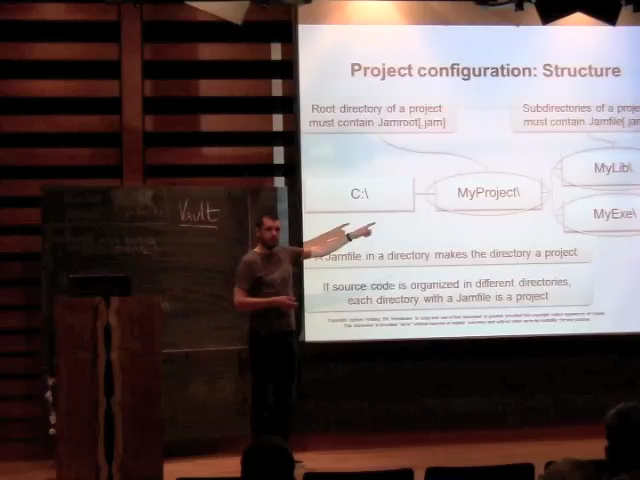 Project configuration: Structure
Root directory of a project
must contain Jamroot[.jam]
Subdirectories of a
must contain Jamfile[
C:\
MyProject\
MyLib\
MyExe\
Vault
Jamfile in a directory makes the directory a project
If source code is organized in different directories,
each directory with a Jamfile is a project